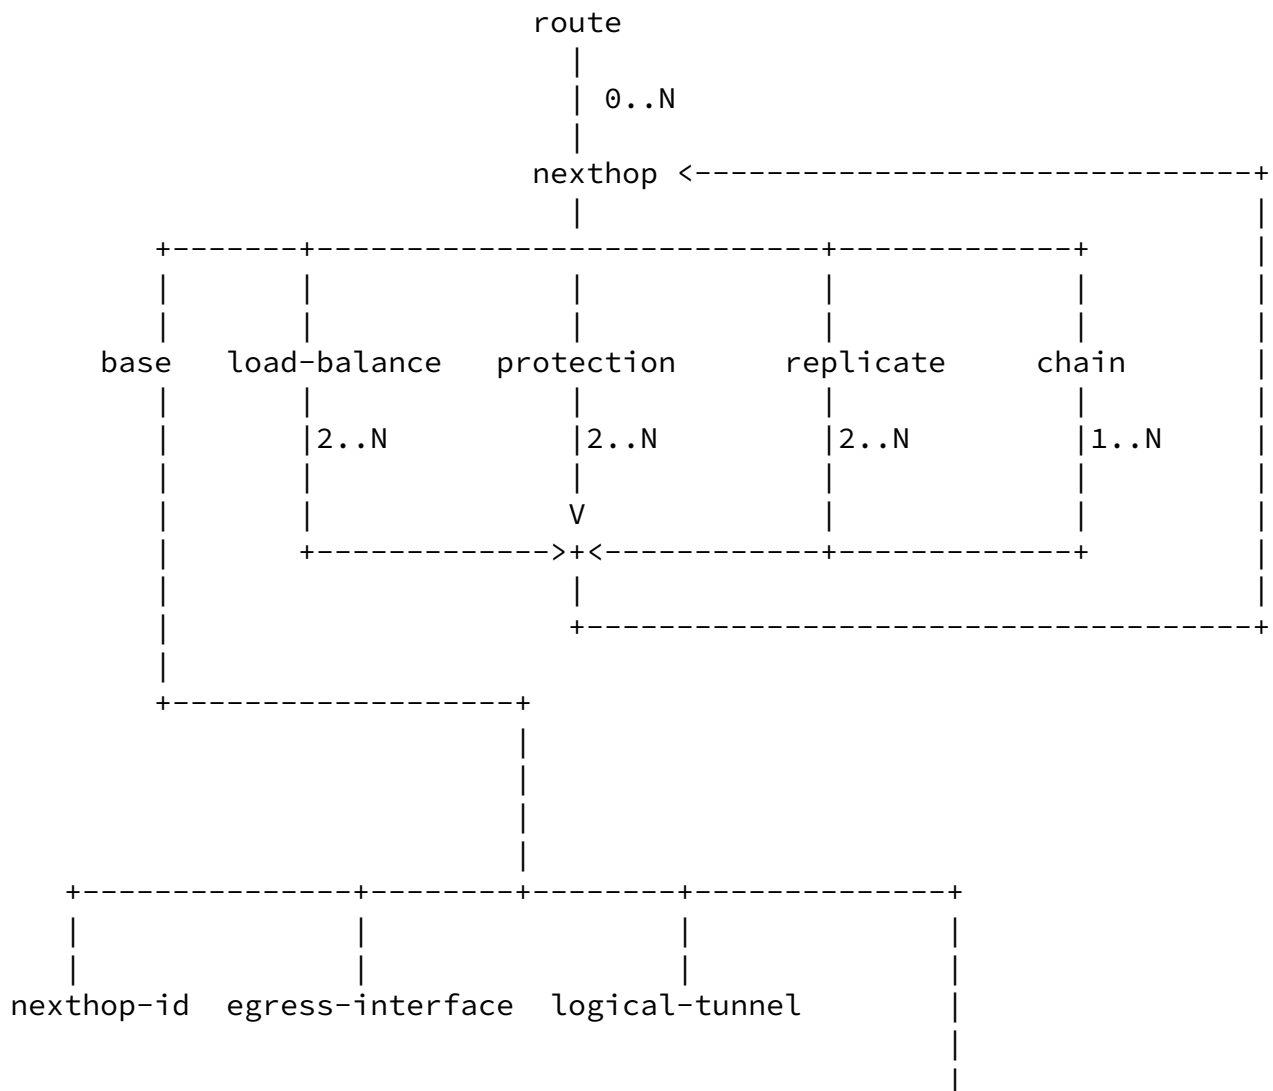 route
0..N
nexthop
base load-balance protection replicate chain
2..N 2..N 2..N 1..N
V
nexthop-id egress-interface logical-tunnel